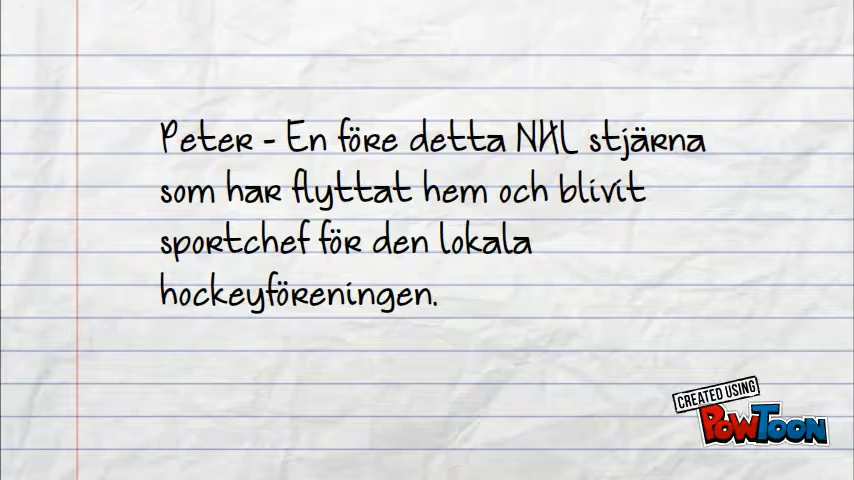 Peter - En före detta NHL stjärna
som har flyttat hem och blivit
sportchef för den lokala
hockeyföreningen.
CREATED USING
POWTOON